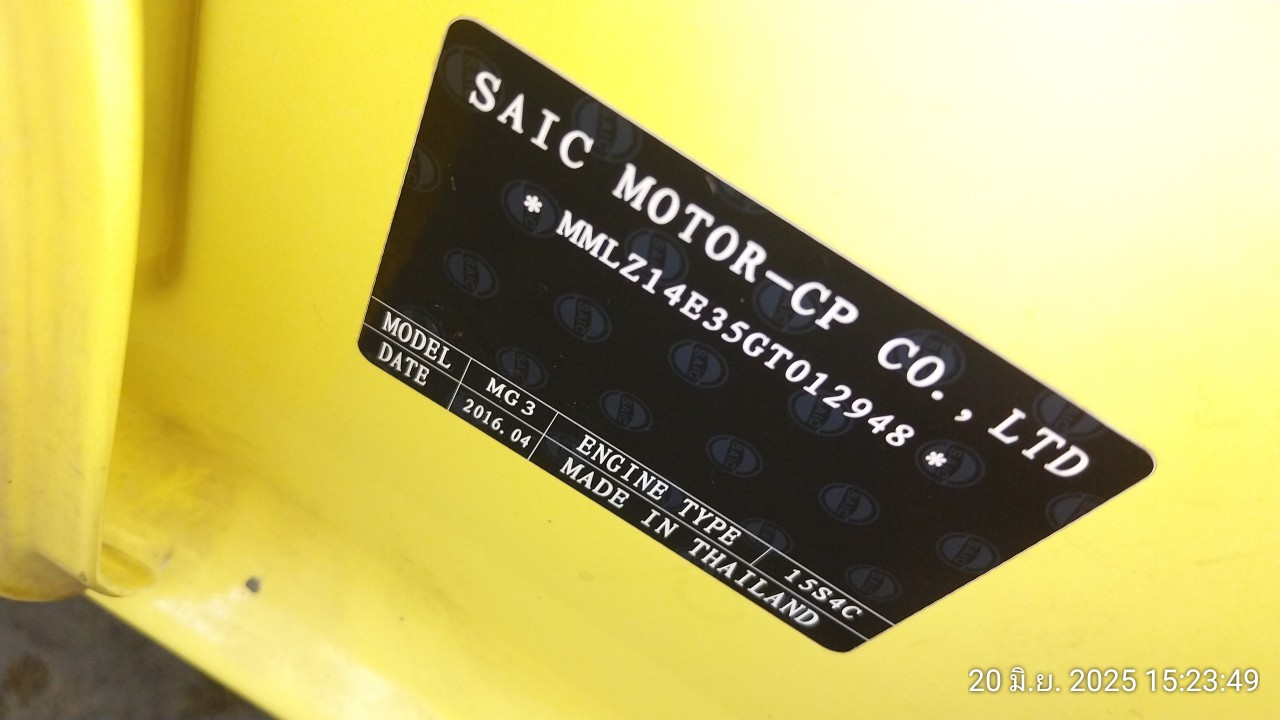 SAIC MOTOR-CP CO., LTD
* MMLZ14E35GT012948 *
MODEL MG3 ENGINE TYPE 15S4C
DATE 2016.04 MADE IN THAILAND
20 มิ.ย. 2025 15:23:49